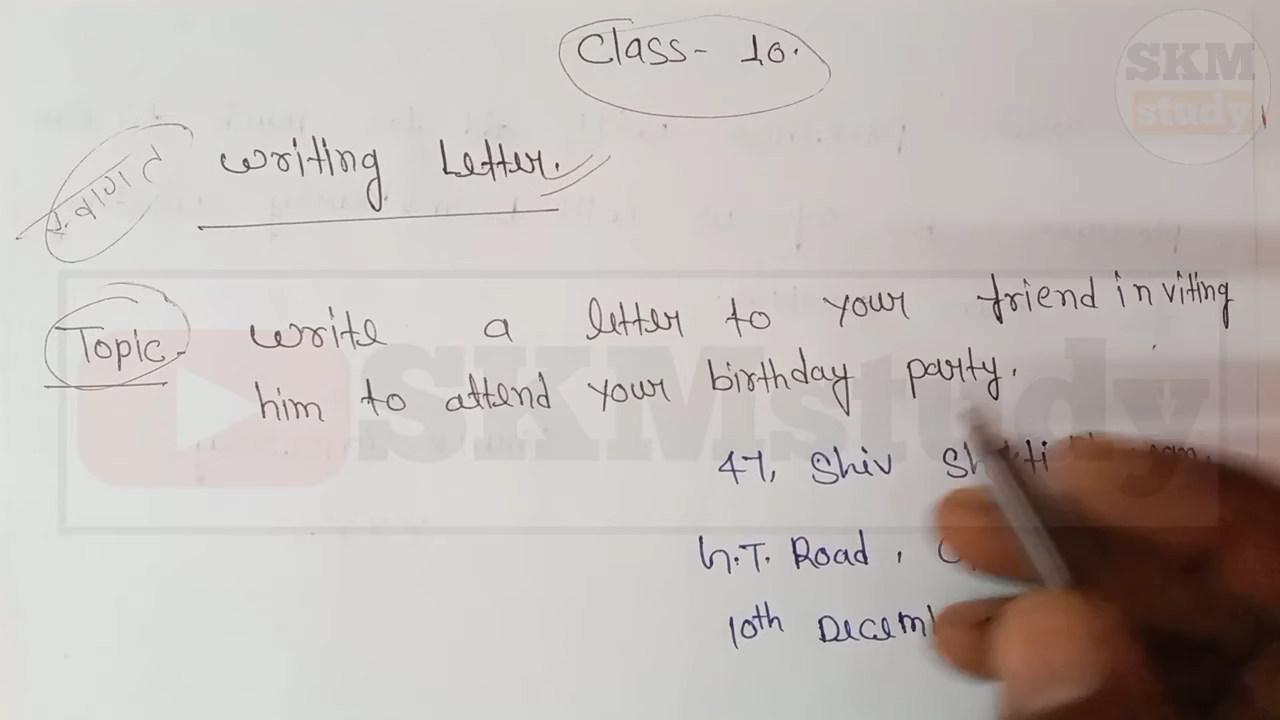 Class- 10.
SKM
study
Writing Letter.
Topic- Write a letter to your friend inviting
him to attend your birthday party.
SKMstudy
47, Shiv
G.T. Road,
10th